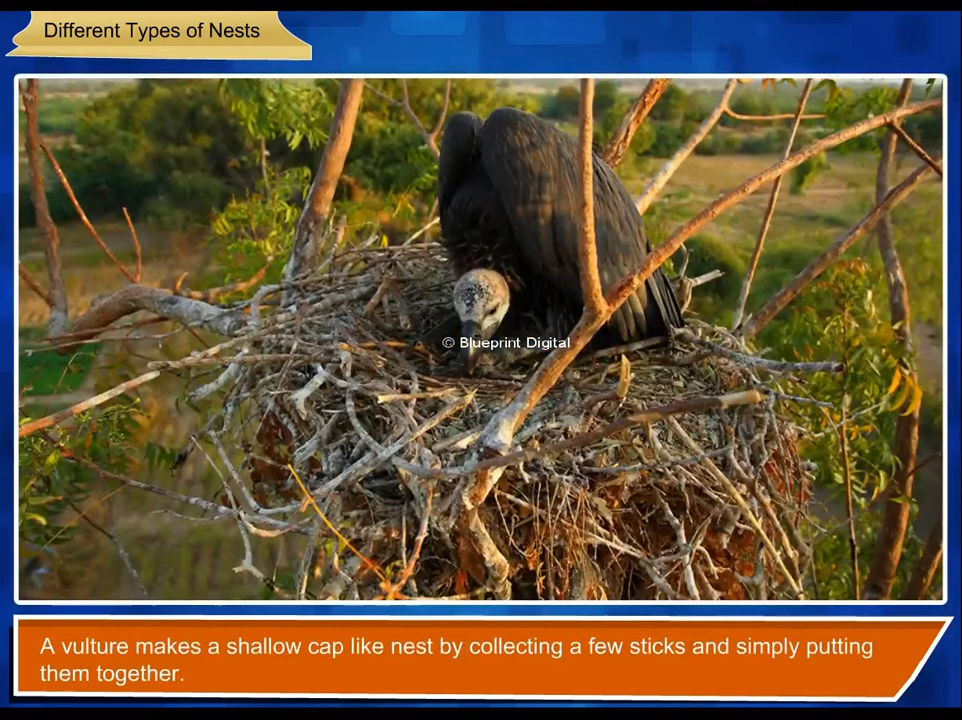 Different Types of Nests
© Blueprint Digital
A vulture makes a shallow cap like nest by collecting a few sticks and simply putting
them together.